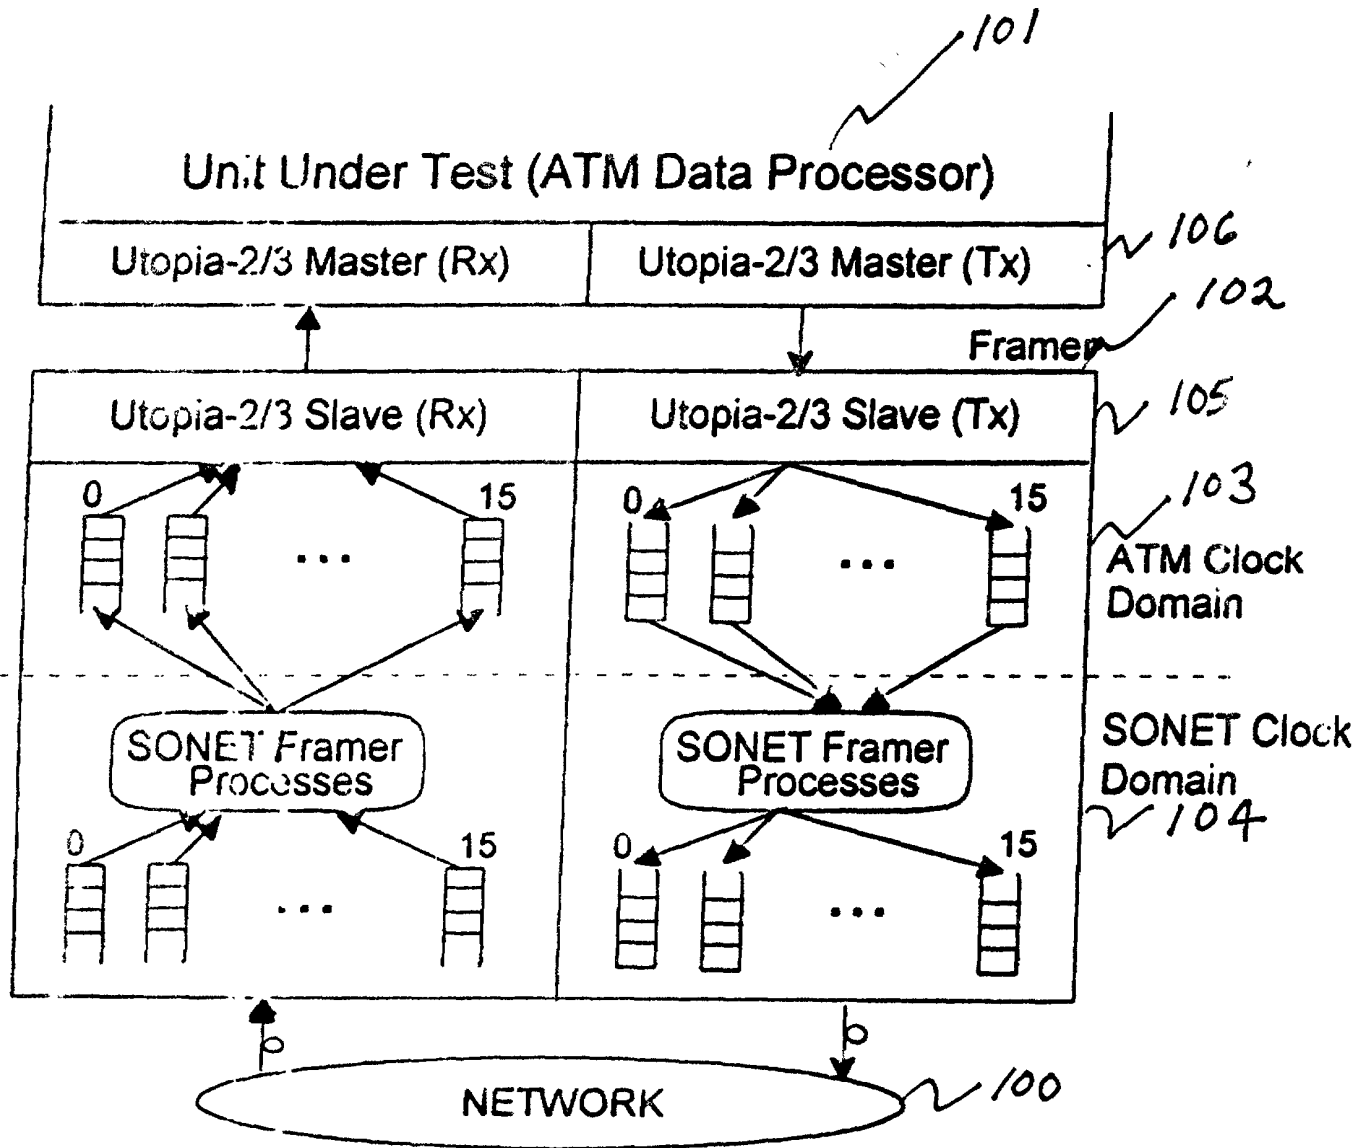 101
Unit Under Test (ATM Data Processor)
Utopia-2/3 Master (Rx)
Utopia-2/3 Master (Tx)
106
102
Framer
Utopia-2/3 Slave (Rx)
Utopia-2/3 Slave (Tx)
105
0
15
0
15
103
...
...
ATM Clock
Domain
SONET Framer
Processes
SONET Framer
Processes
SONET Clock
Domain
104
0
15
0
15
...
...
NETWORK
100